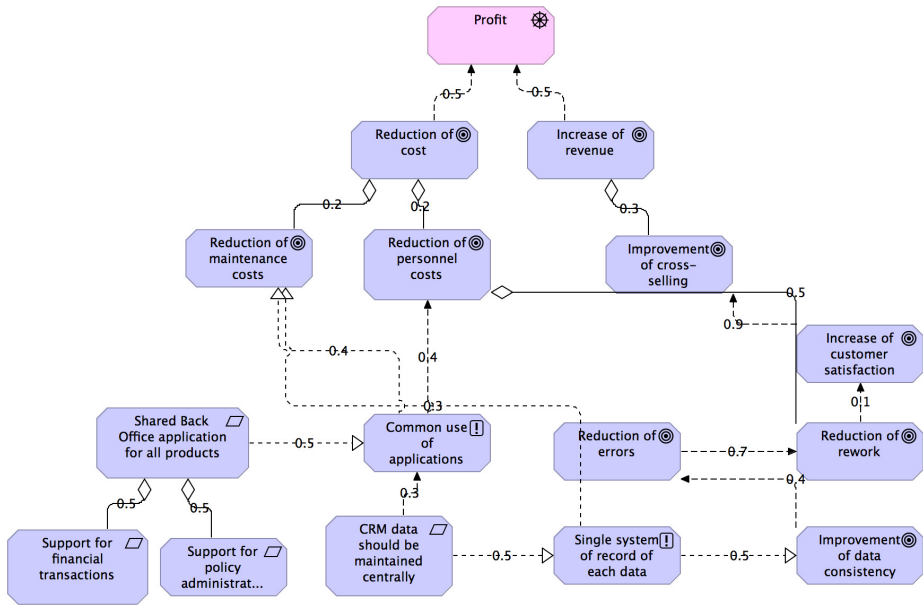 Profit
0.5
0.5
Reduction of
cost
Increase of
revenue
0.2
0.2
0.3
Reduction of
maintenance
costs
Reduction of
personnel
costs
Improvement
of cross-
selling
0.5
0.9
0.4
0.4
Increase of
customer
satisfaction
0.3
0.1
Shared Back
Office application
for all products
0.5
Common use
of
applications
Reduction of
errors
0.7
Reduction of
rework
0.4
0.5
0.5
0.3
Support for
financial
transactions
Support for
policy
administrat...
CRM data
should be
maintained
centrally
0.5
Single system
of record of
each data
0.5
Improvement
of data
consistency